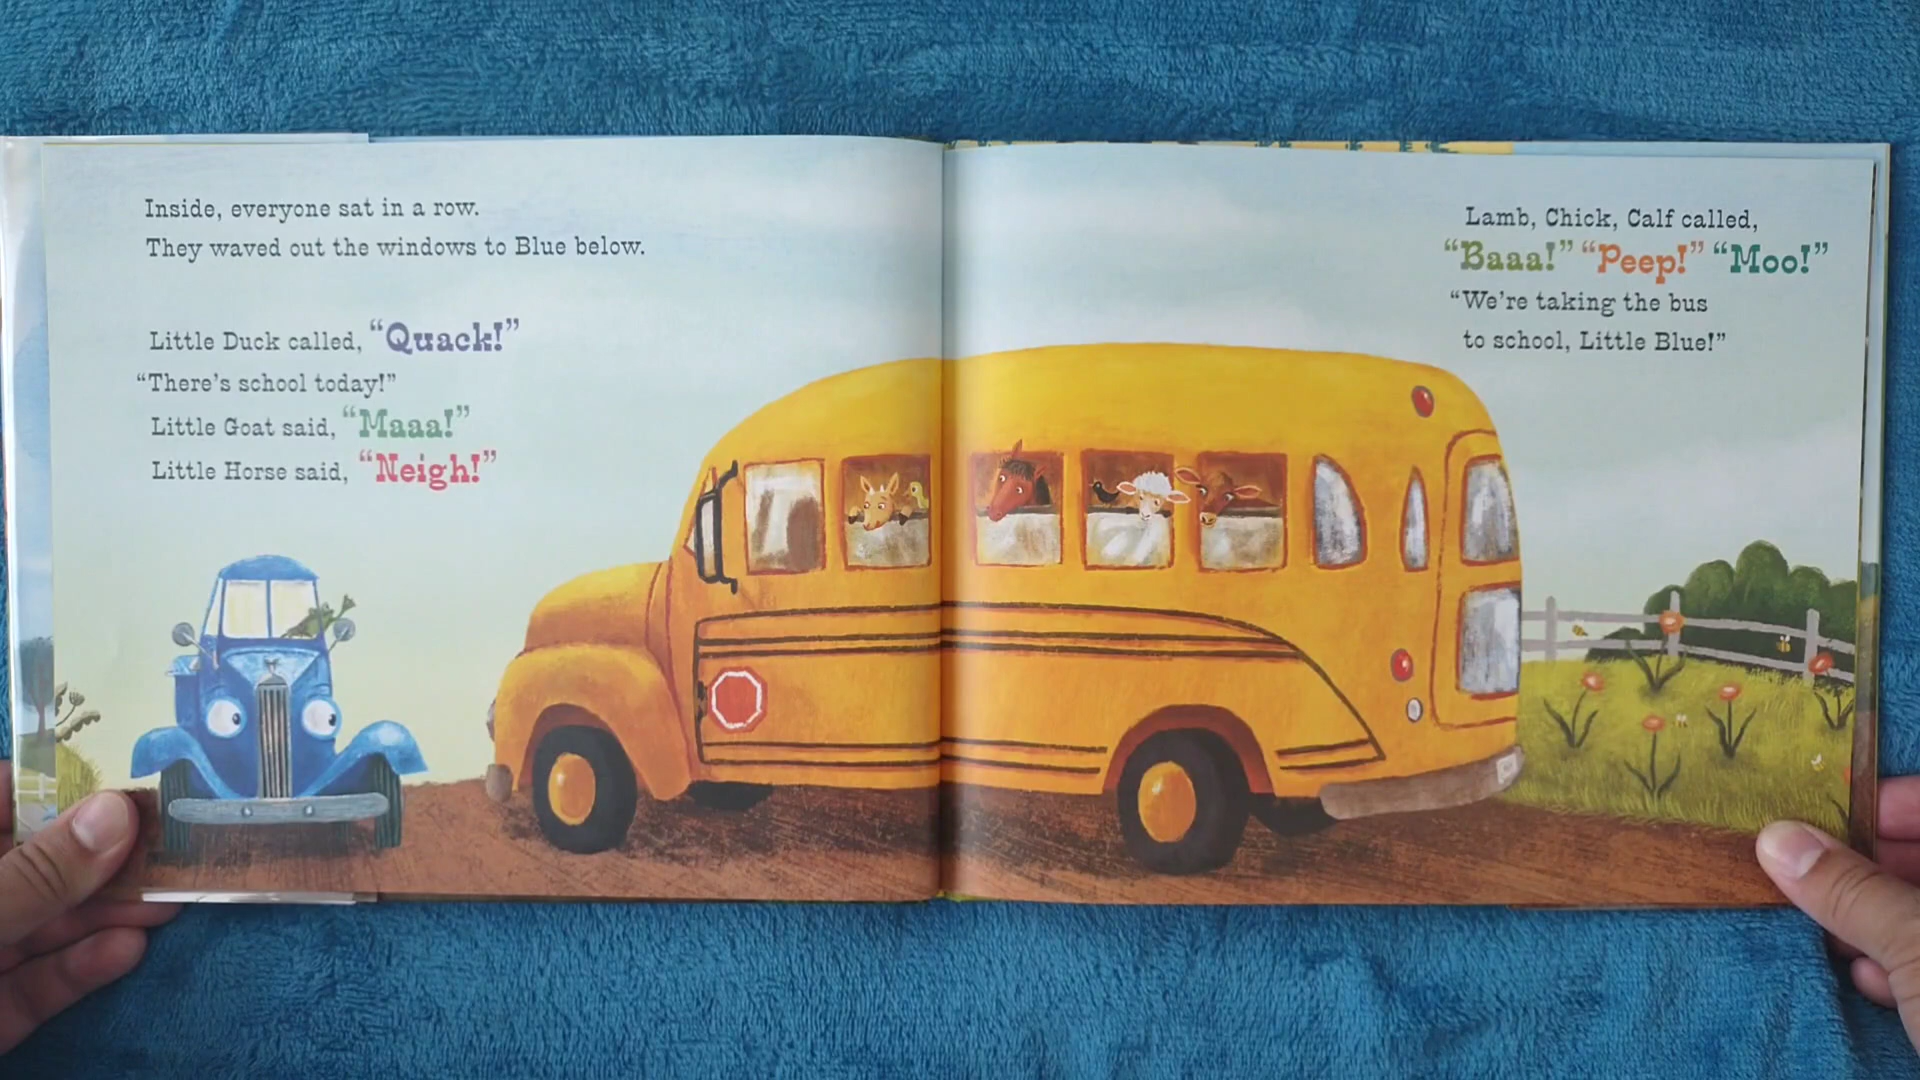 Inside, everyone sat in a row.
They waved out the windows to Blue below.
Little Duck called, “Quack!”
“There’s school today!”
Little Goat said, “Maaa!”
Little Horse said, “Neigh!”
Lamb, Chick, Calf called,
“Baaa!” “Peep!” “Moo!”
“We’re taking the bus
to school, Little Blue!”